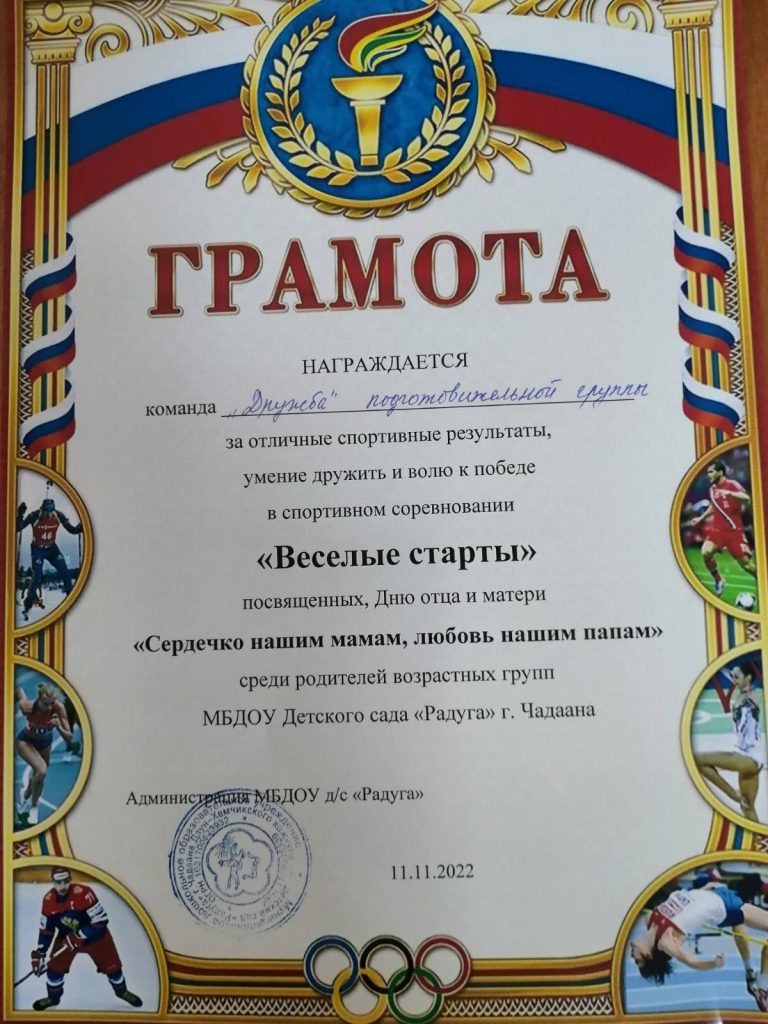 ГРАМОТА
НАГРАЖДАЕТСЯ
команда „Дружба" подготовительной группы
за отличные спортивные результаты,
умение дружить и волю к победе
в спортивном соревновании
«Веселые старты»
посвященных, Дню отца и матери
«Сердечко нашим мамам, любовь нашим папам»
среди родителей возрастных групп
МБДОУ Детского сада «Радуга» г. Чадаана
Администрация МБДОУ д/с «Радуга»
11.11.2022
46